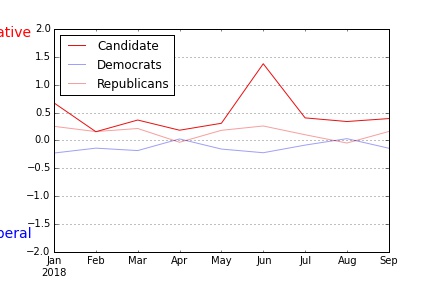 ative
Candidate
Democrats
Republicans
2.0
1.5
1.0
0.5
0.0
−0.5
−1.0
−1.5
−2.0
beral
Jan Feb Mar Apr May Jun Jul Aug Sep
2018